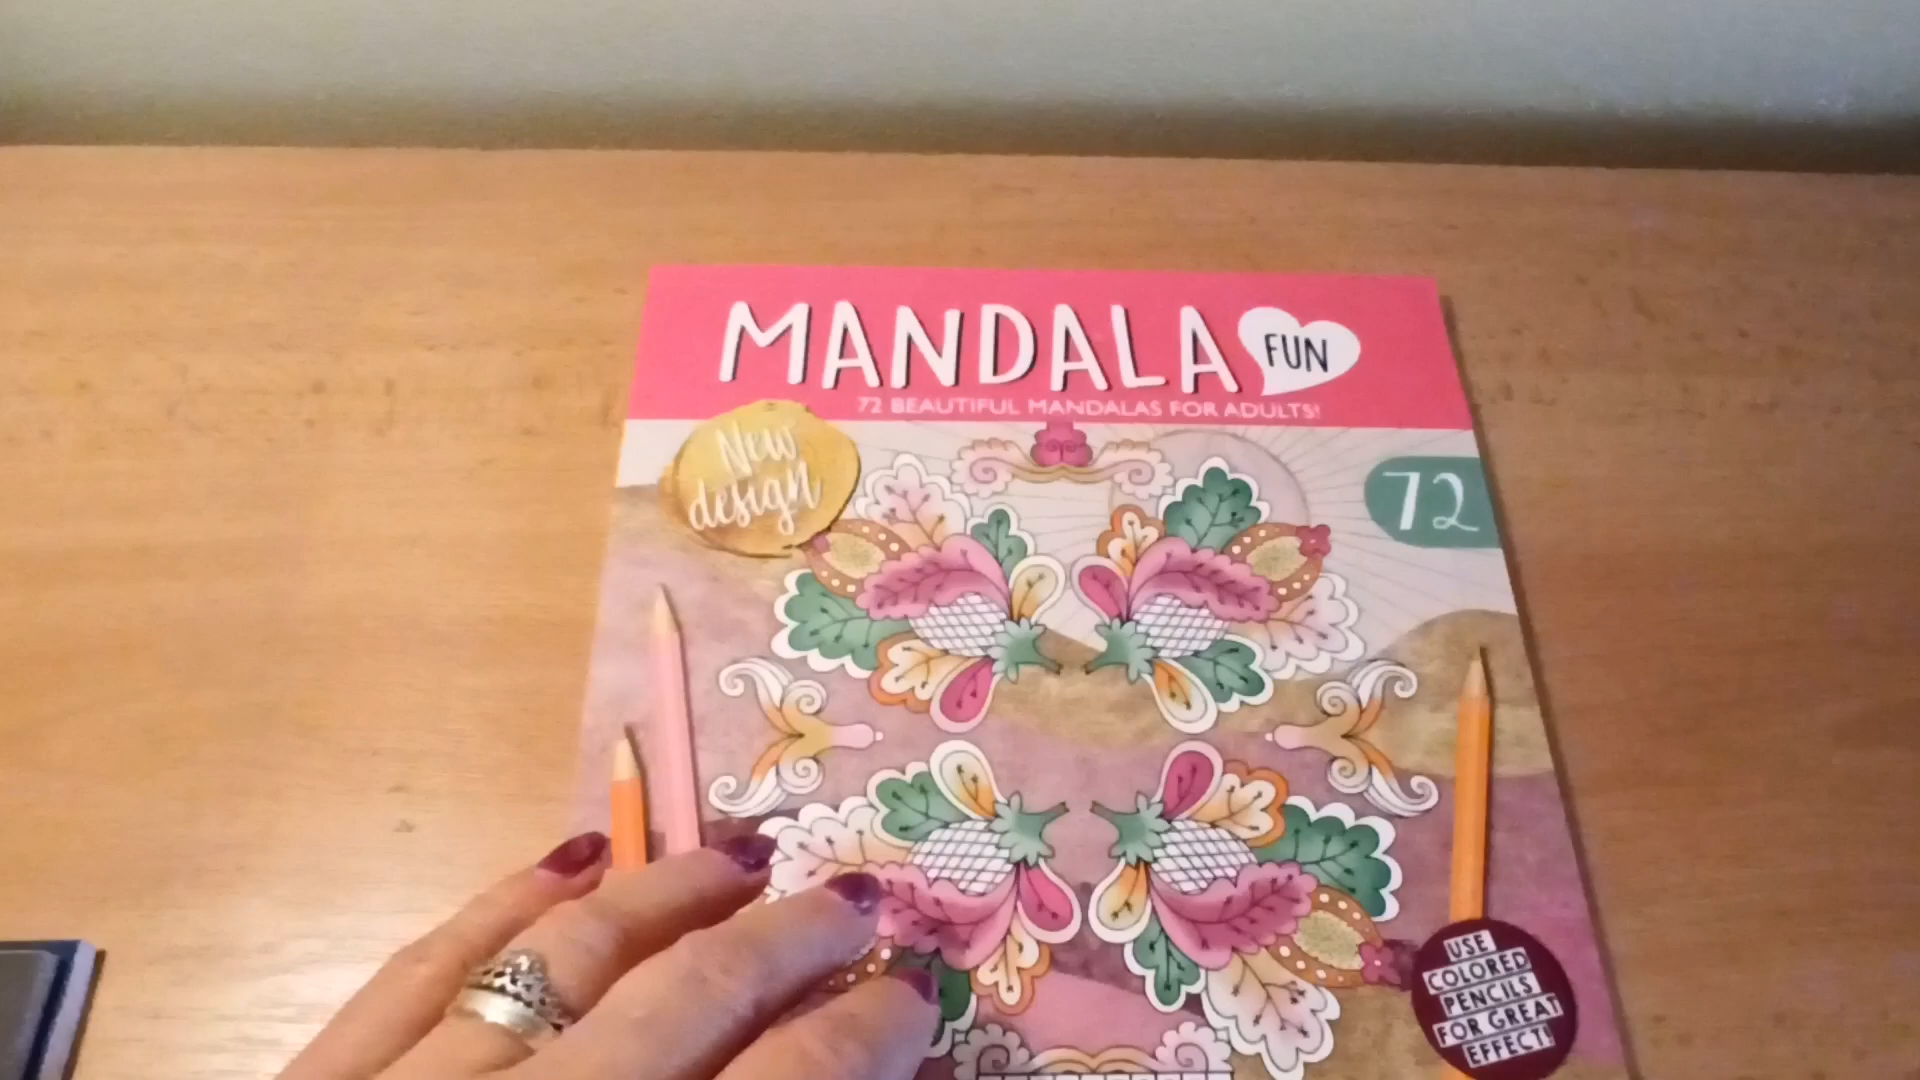 MANDALA
FUN
72 BEAUTIFUL MANDALAS FOR ADULTS!
New
design
72
USE
COLORED
PENCILS
FOR GREAT
EFFECT!